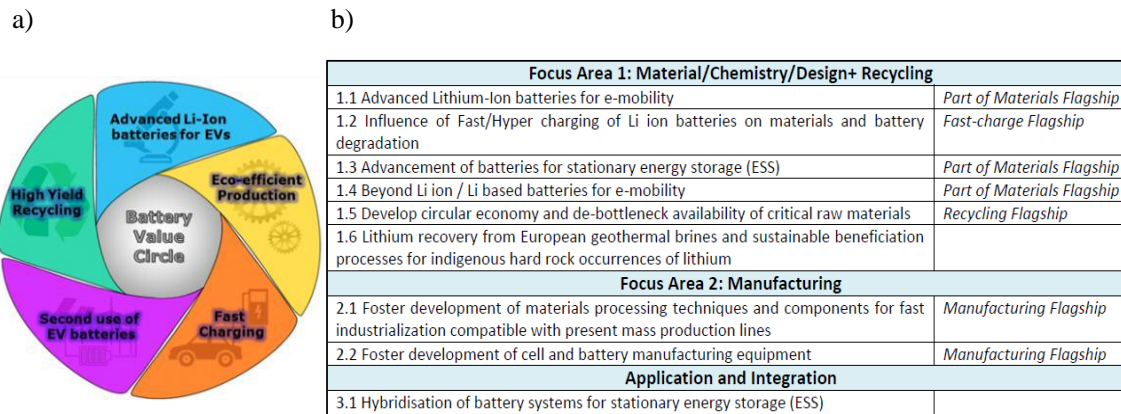 a)
b)
Advanced Li-Ion
batteries for EVs
Eco-efficient
Production
High Yield
Recycling
Battery
Value
Circle
Second use of
EV batteries
Fast
Charging
Focus Area 1: Material/Chemistry/Design+ Recycling
1.1 Advanced Lithium-Ion batteries for e-mobility Part of Materials Flagship
1.2 Influence of Fast/Hyper charging of Li ion batteries on materials and battery Fast-charge Flagship
degradation
1.3 Advancement of batteries for stationary energy storage (ESS) Part of Materials Flagship
1.4 Beyond Li ion / Li based batteries for e-mobility Part of Materials Flagship
1.5 Develop circular economy and de-bottleneck availability of critical raw materials Recycling Flagship
1.6 Lithium recovery from European geothermal brines and sustainable beneficiation
processes for indigenous hard rock occurrences of lithium
Focus Area 2: Manufacturing
2.1 Foster development of materials processing techniques and components for fast Manufacturing Flagship
industrialization compatible with present mass production lines
2.2 Foster development of cell and battery manufacturing equipment Manufacturing Flagship
Application and Integration
3.1 Hybridisation of battery systems for stationary energy storage (ESS)